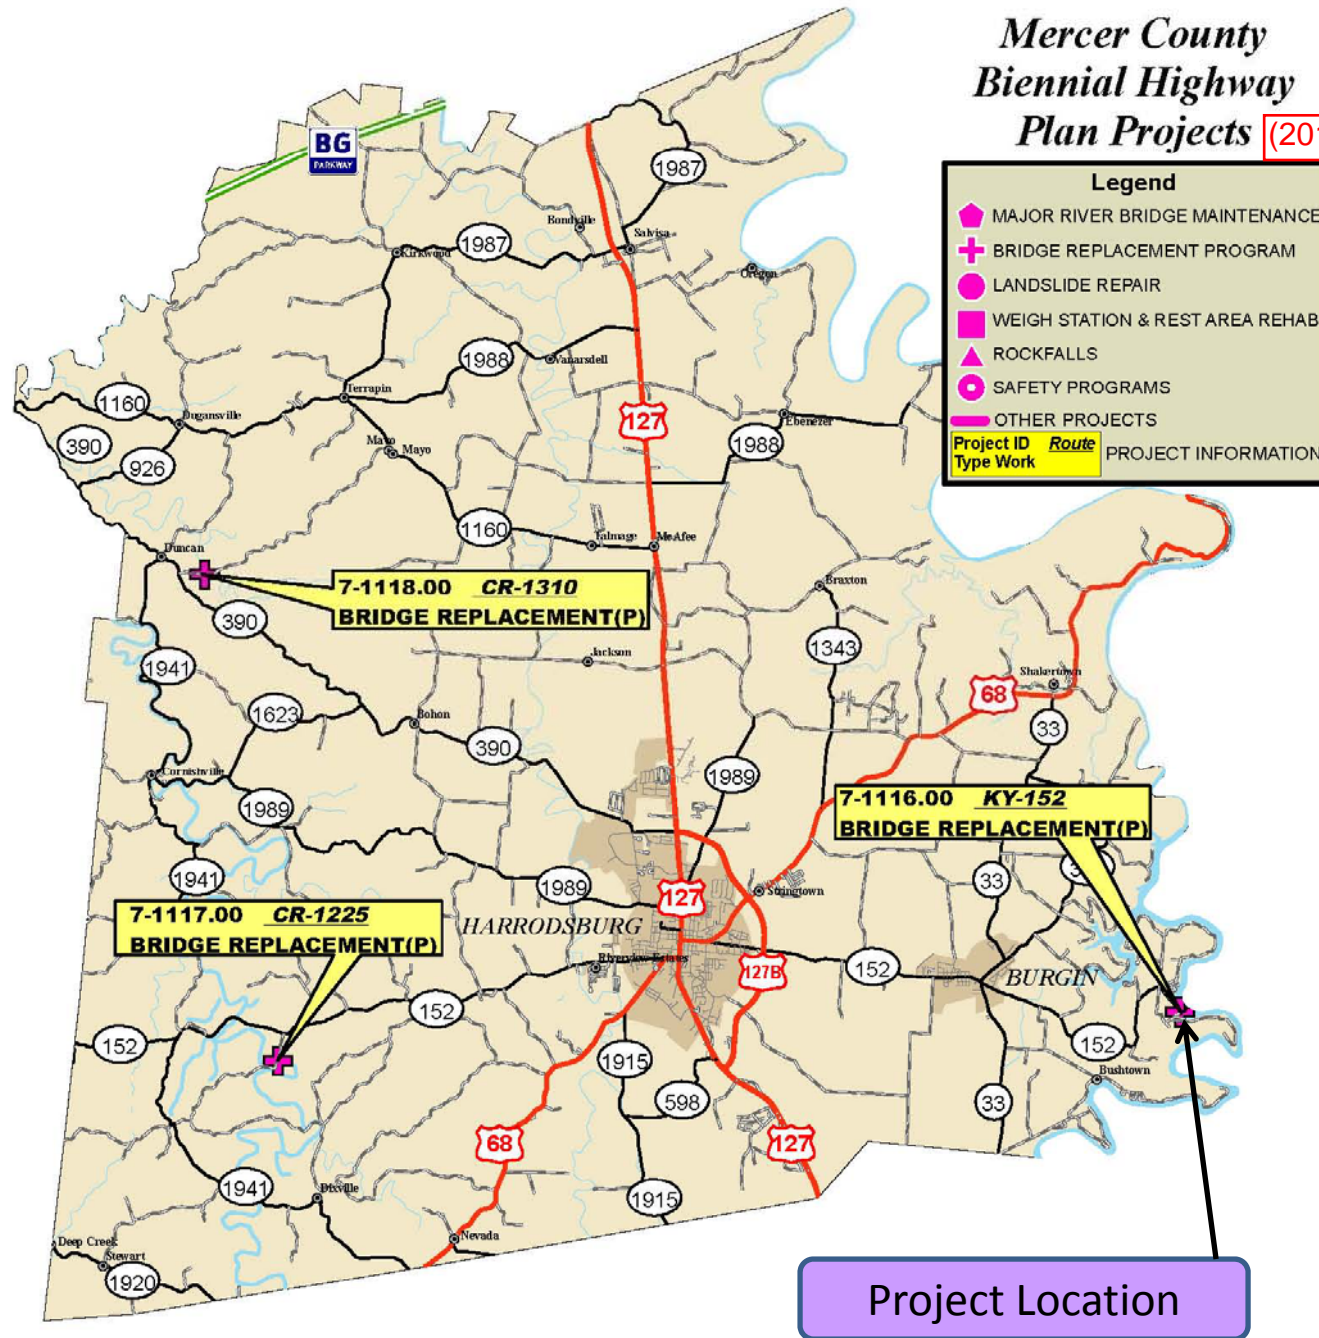 Mercer County
Biennial Highway
Plan Projects (201
Legend
MAJOR RIVER BRIDGE MAINTENANCE
BRIDGE REPLACEMENT PROGRAM
LANDSLIDE REPAIR
WEIGH STATION & REST AREA REHAB
ROCKFALLS
SAFETY PROGRAMS
OTHER PROJECTS
Project ID Route
Type Work
PROJECT INFORMATION
BG
PARKWAY
1987
Bondville
1987
Salvisa
Kirkwood
Oregon
1988
Vanarsdell
Terrapin
1160
Dugansville
127
Ebenezer
390
926
Mayo
Mayo
1988
1160
Talmage
McAfee
Duncan
7-1118.00 CR-1310
BRIDGE REPLACEMENT(P)
Braxton
390
1343
1941
Jackson
Shakertown
68
1623
Bohon
33
390
Cornishville
1989
7-1116.00 KY-152
BRIDGE REPLACEMENT(P)
1989
1941
1989
127
Stringtown
33
7-1117.00 CR-1225
BRIDGE REPLACEMENT(P)
HARRODSBURG
Riverview Estates
127B
152
BURGIN
152
152
152
1915
Bushtown
598
33
68
127
1941
Dixville
1915
Nevada
Deep Creek
Stewart
1920
Project Location